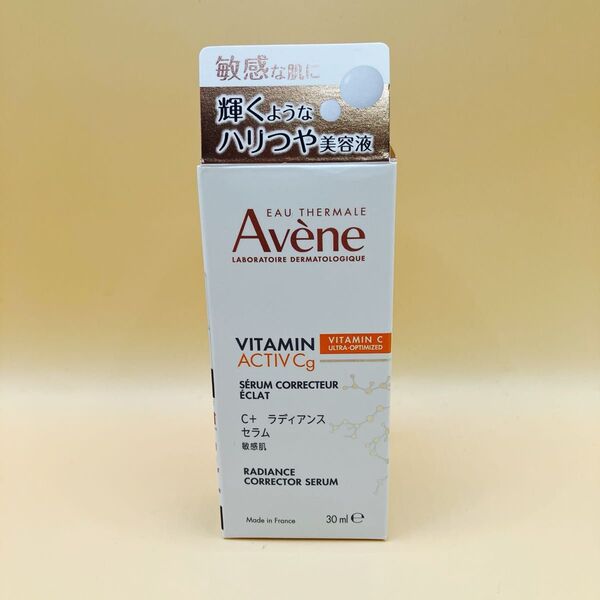 敏感な肌に
輝くような
ハリつや美容液
EAU THERMALE
Avène
LABORATOIRE DERMATOLOGIQUE
VITAMIN
ACTIV Cg
VITAMIN C
ULTRA-OPTIMIZED
SÉRUM CORRECTEUR
ÉCLAT
C+ ラディアンス
セラム
敏感肌
RADIANCE
CORRECTOR SERUM
Made in France 30 ml ℮